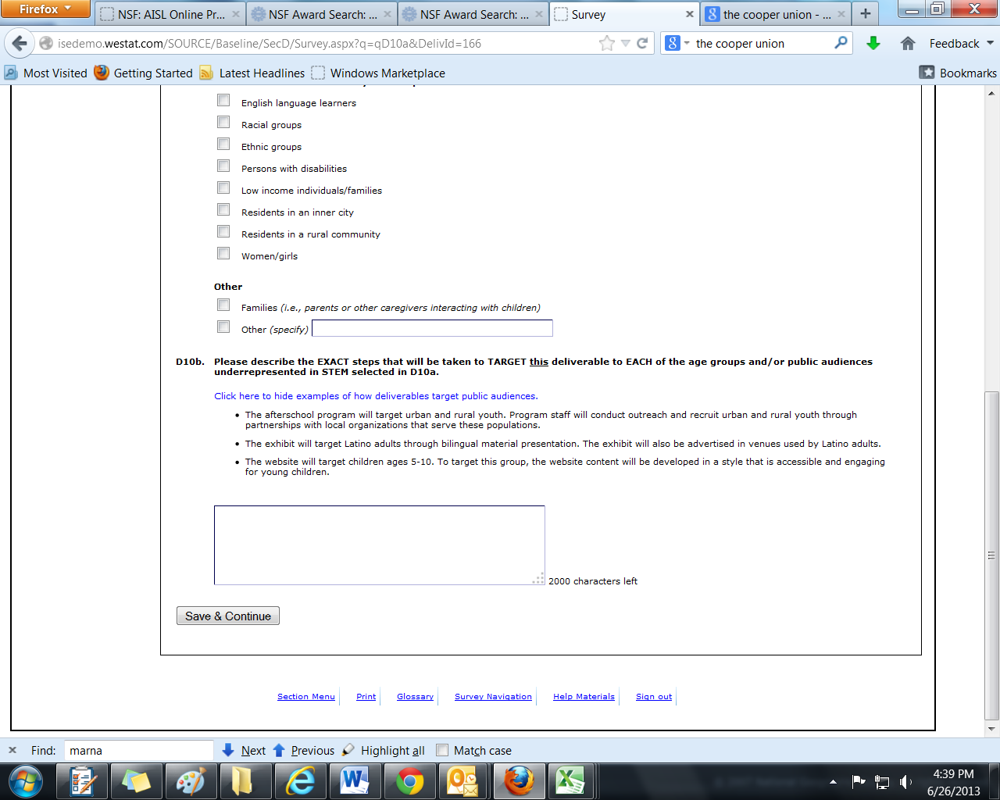 Firefox
NSF: AISL Online Pr...
NSF Award Search: ...
NSF Award Search: ...
Survey
the cooper union - ...
isedemo.westat.com/SOURCE/Baseline/SecD/Survey.aspx?q=qD10a&DelivId=166
the cooper union
Feedback
Most Visited
Getting Started
Latest Headlines
Windows Marketplace
Bookmarks
English language learners
Racial groups
Ethnic groups
Persons with disabilities
Low income individuals/families
Residents in an inner city
Residents in a rural community
Women/girls
Other
Families (i.e., parents or other caregivers interacting with children)
Other (specify)
D10b. Please describe the EXACT steps that will be taken to TARGET this deliverable to EACH of the age groups and/or public audiences
underrepresented in STEM selected in D10a.
Click here to hide examples of how deliverables target public audiences.
• The afterschool program will target urban and rural youth. Program staff will conduct outreach and recruit urban and rural youth through
partnerships with local organizations that serve these populations.
• The exhibit will target Latino adults through bilingual material presentation. The exhibit will also be advertised in venues used by Latino adults.
• The website will target children ages 5-10. To target this group, the website content will be developed in a style that is accessible and engaging
for young children.
2000 characters left
Save & Continue
Section Menu
Print
Glossary
Survey Navigation
Help Materials
Sign out
Find: marna
Next
Previous
Highlight all
Match case
4:39 PM
6/26/2013